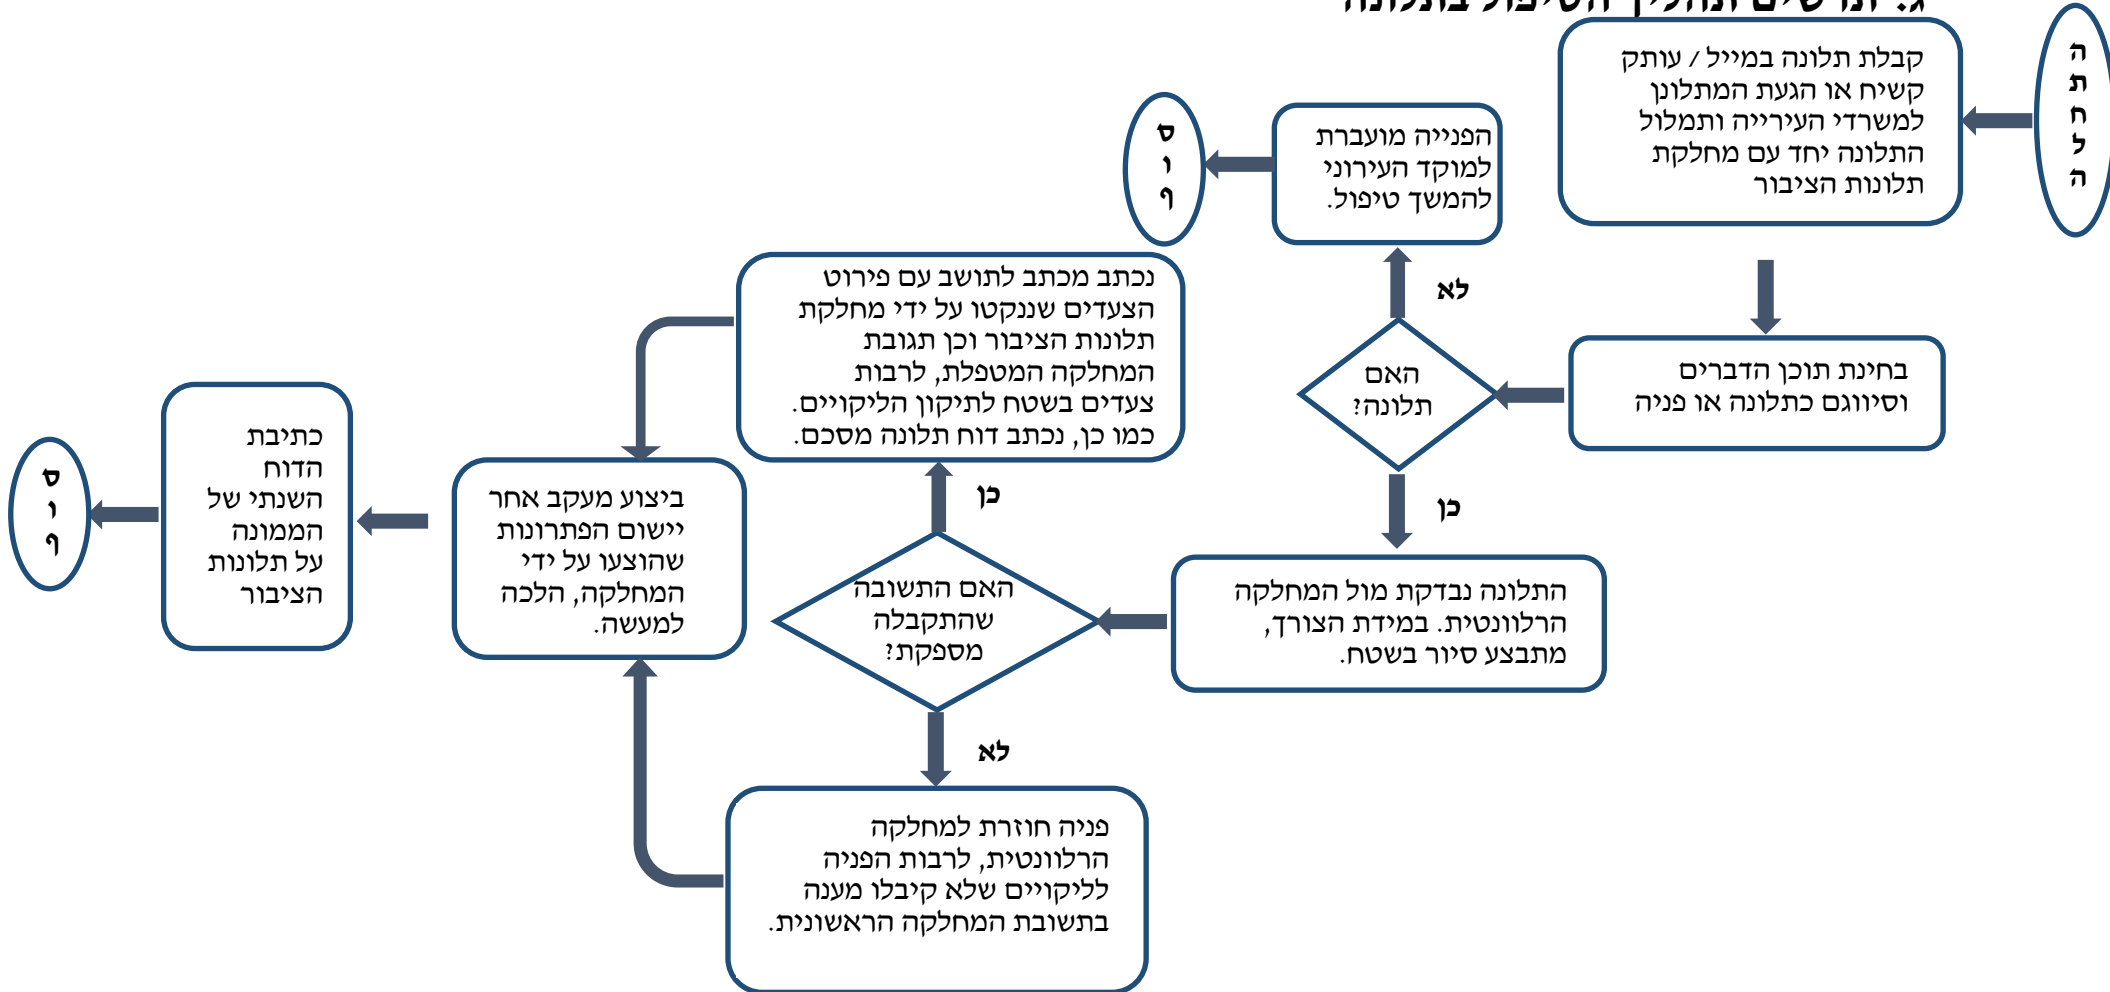 ג. תרשים תהליך הטיפול בתלונה
התחלה
קבלת תלונה במייל / עותק
קשיח או הגעת המתלונן
למשרדי העירייה ותמלול
התלונה יחד עם מחלקת
תלונות הציבור
בחינת תוכן הדברים
וסיווגם כתלונה או פניה
האם
תלונה?
לא
הפנייה מועברת
למוקד העירוני
להמשך טיפול.
סוף
כן
התלונה נבדקת מול המחלקה
הרלוונטית. במידת הצורך,
מתבצע סיור בשטח.
האם התשובה
שהתקבלה
מספקת?
כן
נכתב מכתב לתושב עם פירוט
הצעדים שננקטו על ידי מחלקת
תלונות הציבור וכן תגובת
המחלקה המטפלת, לרבות
צעדים בשטח לתיקון הליקויים.
כמו כן, נכתב דוח תלונה מסכם.
לא
פניה חוזרת למחלקה
הרלוונטית, לרבות הפניה
לליקויים שלא קיבלו מענה
בתשובת המחלקה הראשונית.
ביצוע מעקב אחר
יישום הפתרונות
שהוצעו על ידי
המחלקה, הלכה
למעשה.
כתיבת
הדוח
השנתי של
הממונה
על תלונות
הציבור
סוף